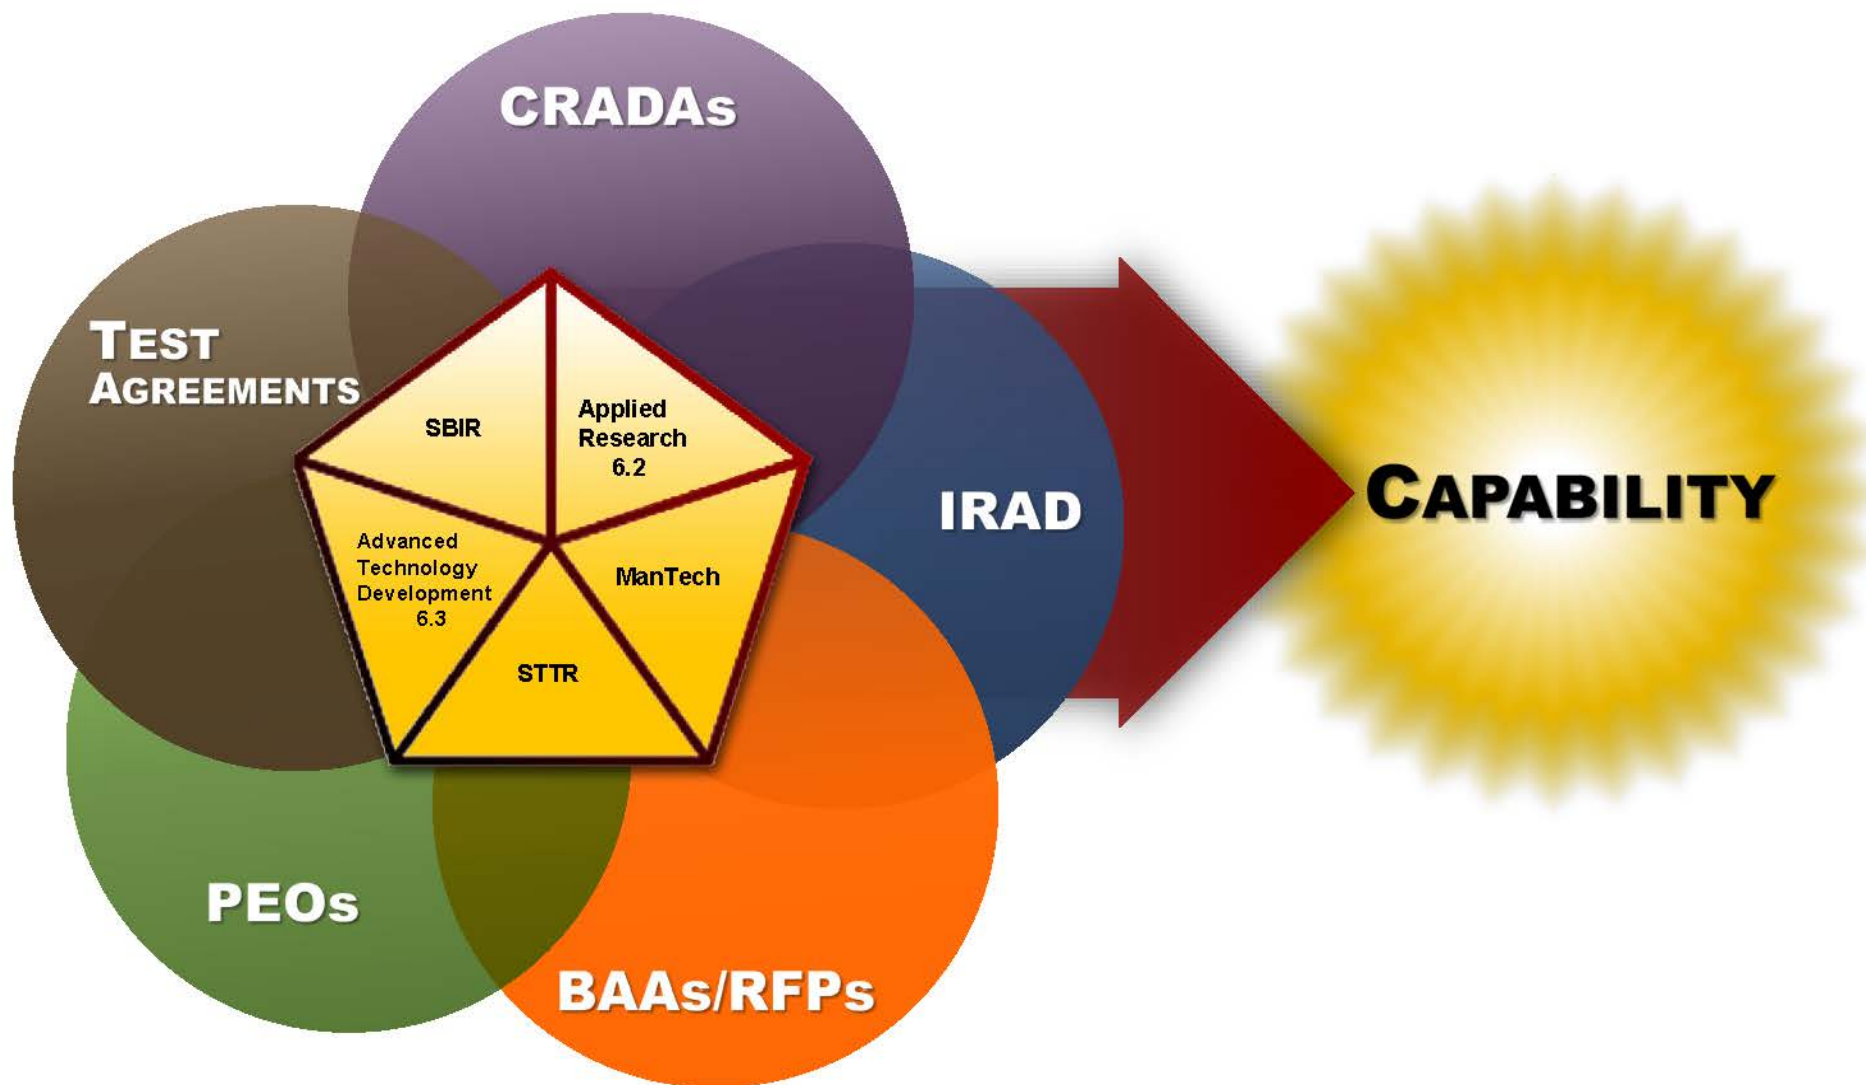 CRADAs
TEST
AGREEMENTS
SBIR
Applied
Research
6.2
IRAD
CAPABILITY
Advanced
Technology
Development
6.3
ManTech
STTR
PEOs
BAAs/RFPs